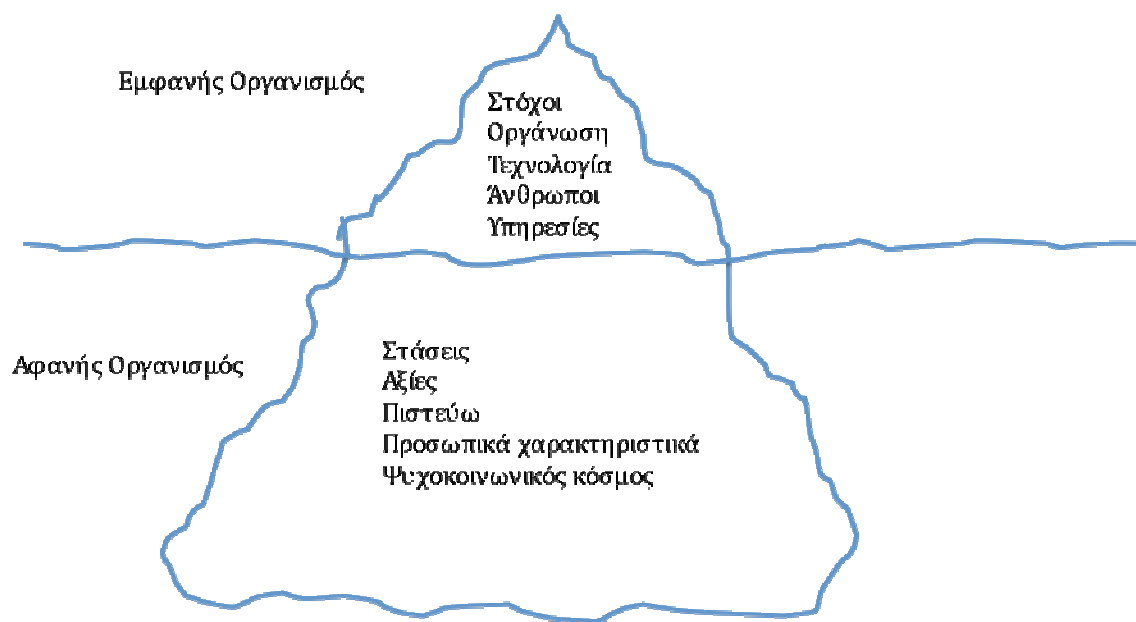 Εμφανής Οργανισμός
Στόχοι
Οργάνωση
Τεχνολογία
Άνθρωποι
Υπηρεσίες
Αφανής Οργανισμός
Στάσεις
Αξίες
Πιστεύω
Προσωπικά χαρακτηριστικά
Ψυχοκοινωνικός κόσμος